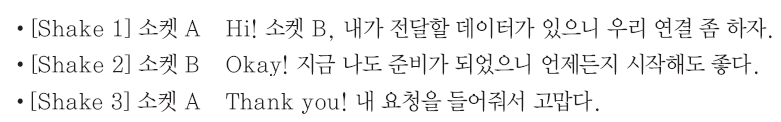 • [Shake 1] 소켓 A Hi! 소켓 B, 내가 전달할 데이터가 있으니 우리 연결 좀 하자.
• [Shake 2] 소켓 B Okay! 지금 나도 준비가 되었으니 언제든지 시작해도 좋다.
• [Shake 3] 소켓 A Thank you! 내 요청을 들어줘서 고맙다.